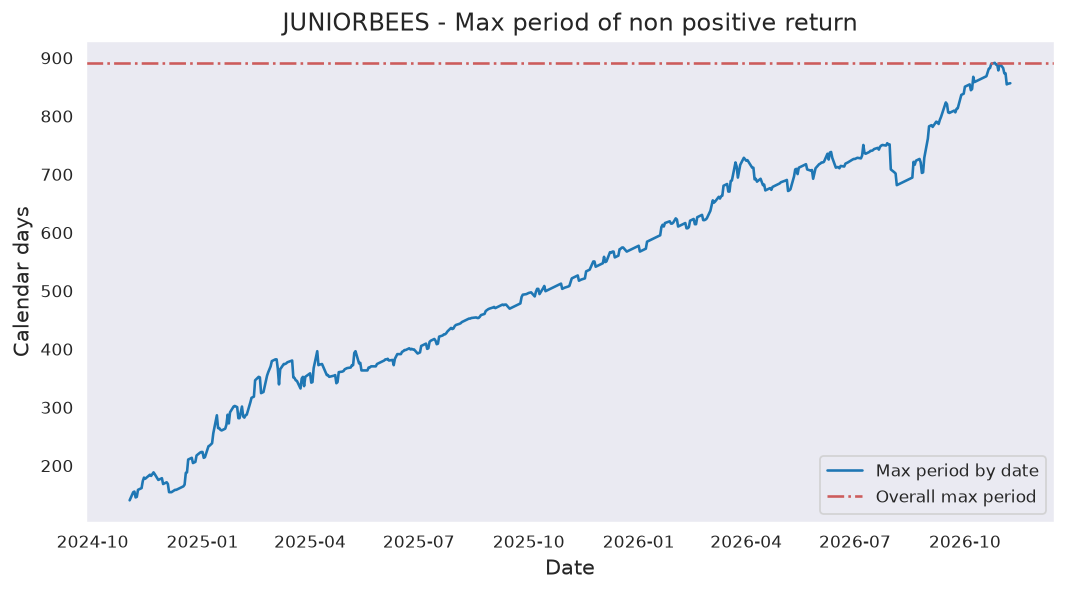 JUNIORBEES - Max period of non positive return
Calendar days
900
800
700
600
500
400
300
200
2024-10 2025-01 2025-04 2025-07 2025-10 2026-01 2026-04 2026-07 2026-10
Date
Max period by date
Overall max period